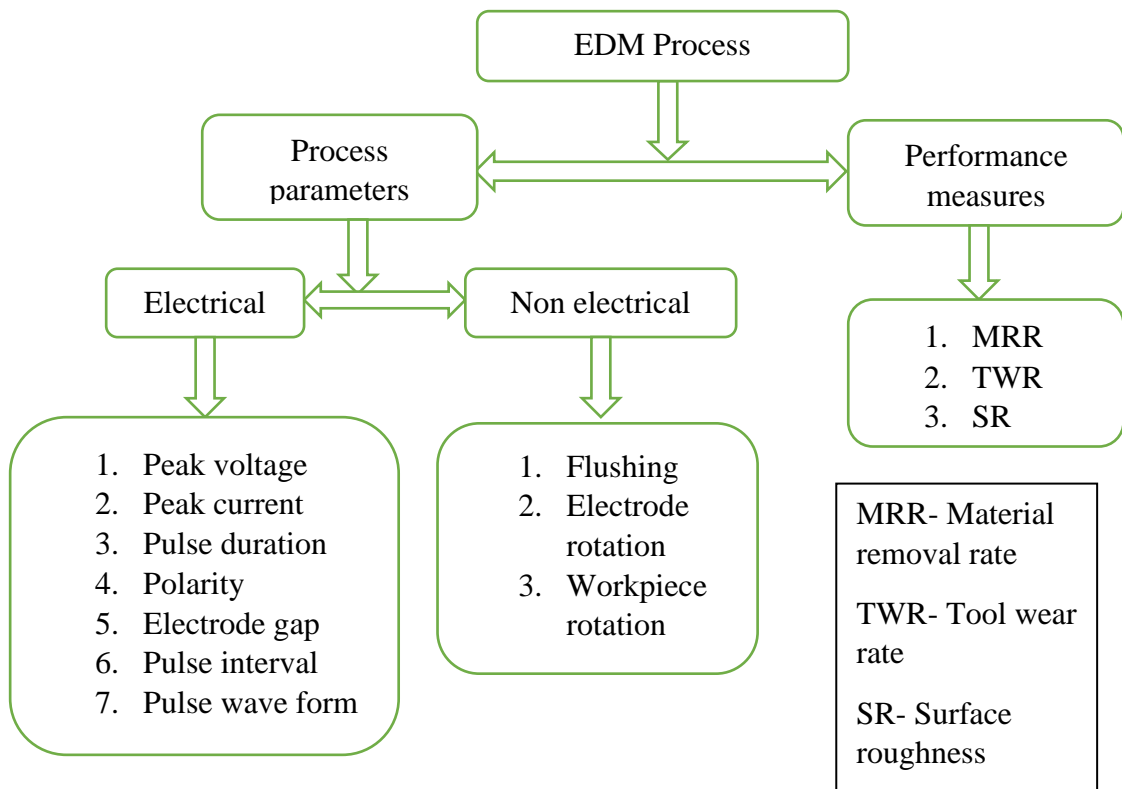 EDM Process
Process
parameters
Performance
measures
Electrical
Non electrical
1. MRR
2. TWR
3. SR
1. Peak voltage
2. Peak current
3. Pulse duration
4. Polarity
5. Electrode gap
6. Pulse interval
7. Pulse wave form
1. Flushing
2. Electrode
rotation
3. Workpiece
rotation
MRR- Material
removal rate
TWR- Tool wear
rate
SR- Surface
roughness